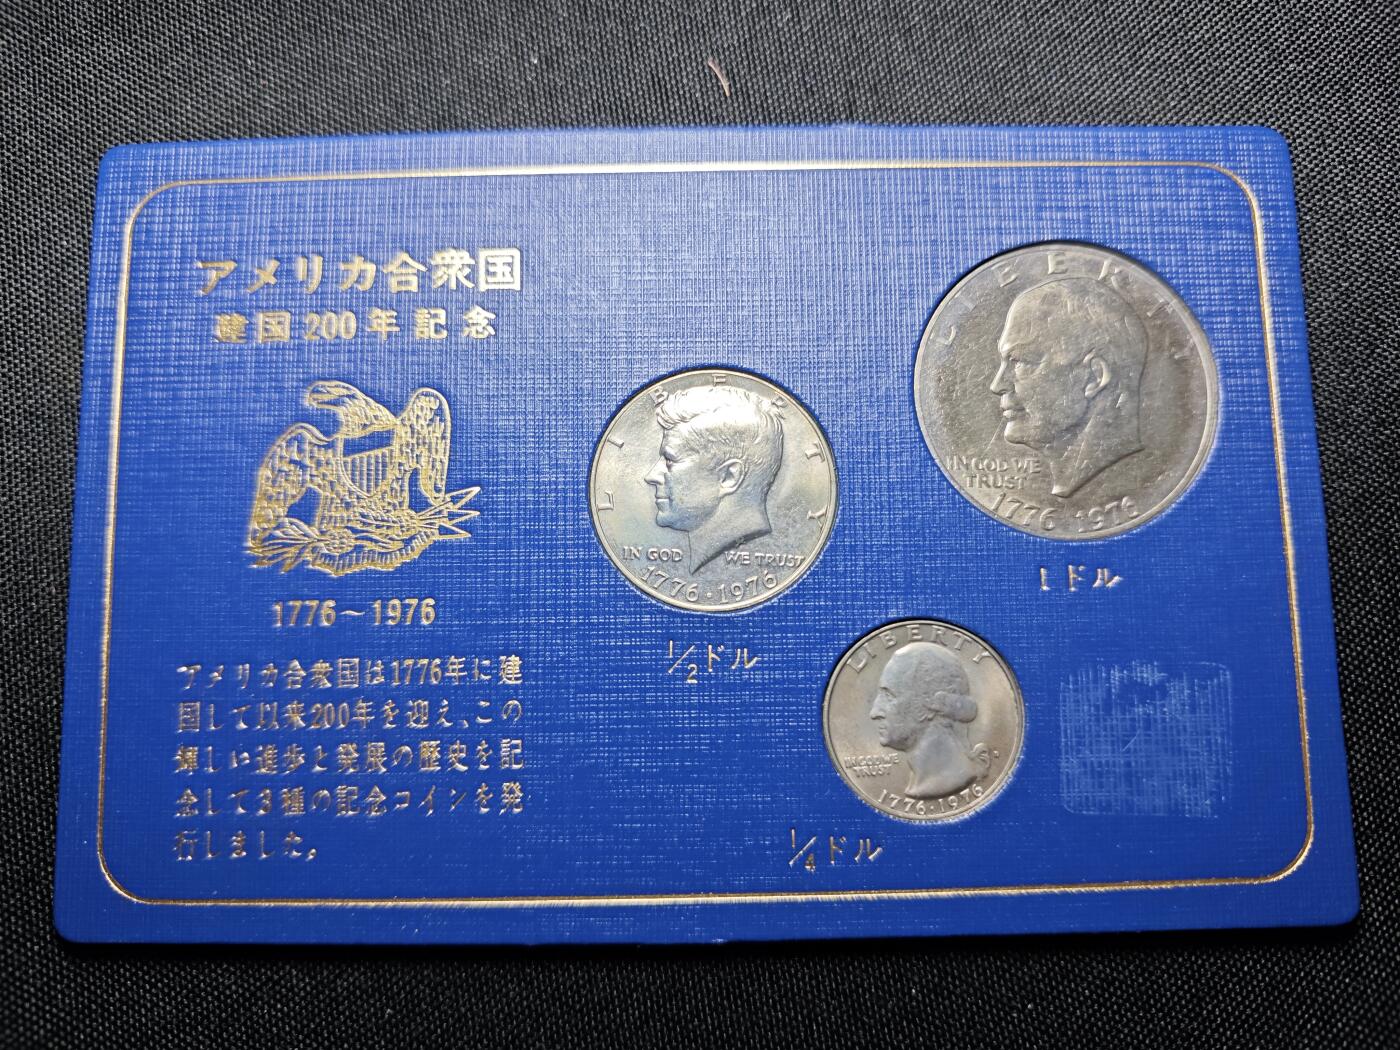 アメリカ合衆国
建国200年記念
1776~1976
アメリカ合衆国は1776年に建
国して以来200年を迎え、この
輝しい進歩と発展の歴史を記
念して3種の記念コインを発
行しました。
LIBERTY
IN GOD WE TRUST
1776·1976
1/2ドル
LIBERTY
IN GOD WE
TRUST
1776·1976
1ドル
LIBERTY
IN GOD WE
TRUST
1776·1976
1/4ドル